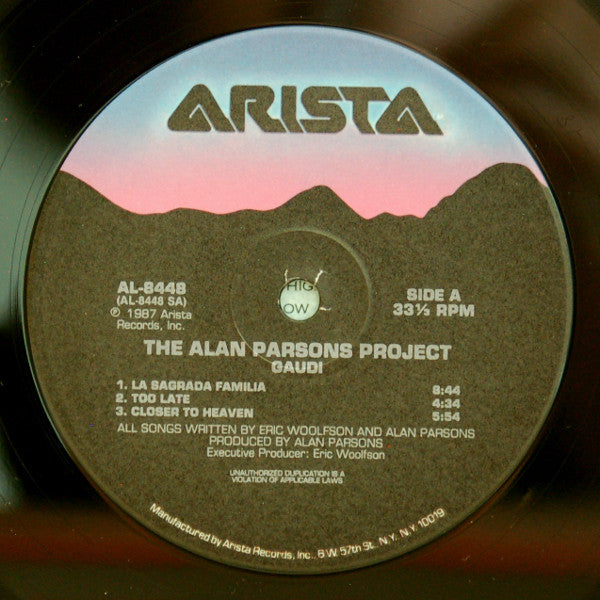 ARISTA
AL-8448
(AL-8448 SA)
℗ 1987 Arista
Records, Inc.
SIDE A
33⅓ RPM
THE ALAN PARSONS PROJECT
GAUDI
1. LA SAGRADA FAMILIA 8:44
2. TOO LATE 4:34
3. CLOSER TO HEAVEN 5:54
ALL SONGS WRITTEN BY ERIC WOOLFSON AND ALAN PARSONS
PRODUCED BY ALAN PARSONS
Executive Producer: Eric Woolfson
UNAUTHORIZED DUPLICATION IS A
VIOLATION OF APPLICABLE LAWS
Manufactured by Arista Records, Inc., 6 W. 57th St., N.Y., N.Y. 10019